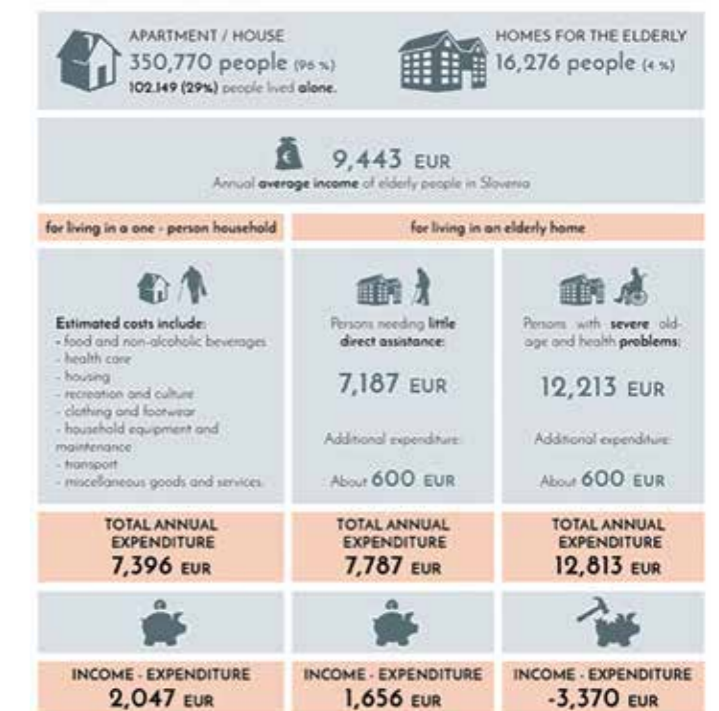 APARTMENT / HOUSE
350,770 people (96 %)
102.149 (29%) people lived alone.
HOMES FOR THE ELDERLY
16,276 people (4 %)
9,443 EUR
Annual average income of elderly people in Slovenia
for living in a one - person household
for living in an elderly home
Estimated costs include:
- food and non-alcoholic beverages
- health care
- housing
- recreation and culture
- clothing and footwear
- household equipment and
maintenance
- transport
- miscellaneous goods and services.
Persons needing little
direct assistance:
7,187 EUR
Additional expenditure:
About 600 EUR
Persons with severe old-
age and health problems:
12,213 EUR
Additional expenditure:
About 600 EUR
TOTAL ANNUAL
EXPENDITURE
7,396 EUR
TOTAL ANNUAL
EXPENDITURE
7,787 EUR
TOTAL ANNUAL
EXPENDITURE
12,813 EUR
INCOME - EXPENDITURE
2,047 EUR
INCOME - EXPENDITURE
1,656 EUR
INCOME - EXPENDITURE
-3,370 EUR